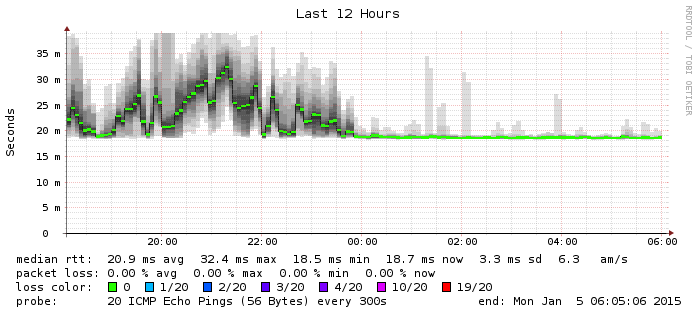 Last 12 Hours
RRDTOOL / TOBI OETIKER
Seconds
35 m
30 m
25 m
20 m
15 m
10 m
5 m
0
20:00 22:00 00:00 02:00 04:00 06:00
median rtt: 20.9 ms avg 32.4 ms max 18.5 ms min 18.7 ms now 3.3 ms sd 6.3 am/s
packet loss: 0.00 % avg 0.00 % max 0.00 % min 0.00 % now
loss color: 0 1/20 2/20 3/20 4/20 10/20 19/20
probe: 20 ICMP Echo Pings (56 Bytes) every 300s end: Mon Jan 5 06:05:06 2015